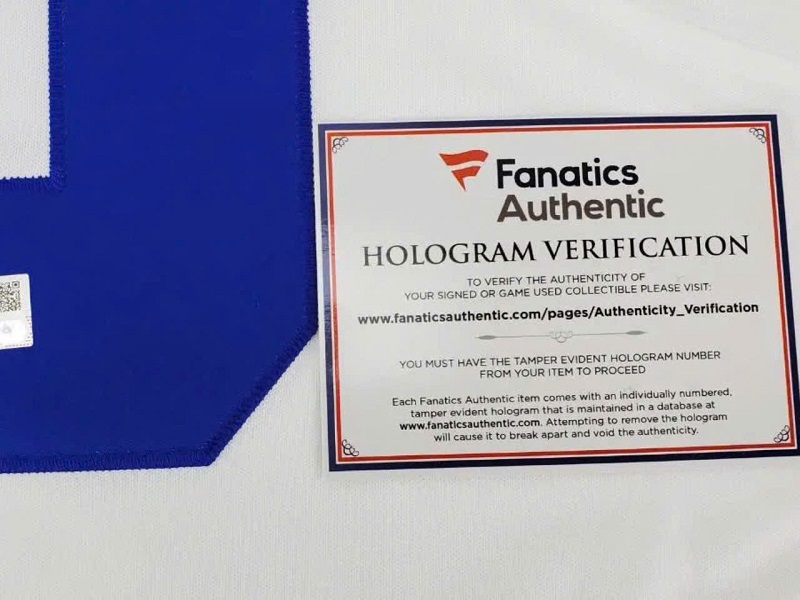 Fanatics
Authentic
HOLOGRAM VERIFICATION
TO VERIFY THE AUTHENTICITY OF
YOUR SIGNED OR GAME USED COLLECTIBLE PLEASE VISIT:
www.fanaticsauthentic.com/pages/Authenticity_Verification
YOU MUST HAVE THE TAMPER EVIDENT HOLOGRAM NUMBER
FROM YOUR ITEM TO PROCEED
Each Fanatics Authentic item comes with an individually numbered,
tamper evident hologram that is maintained in a database at
www.fanaticsauthentic.com. Attempting to remove the hologram
will cause it to break apart and void the authenticity.